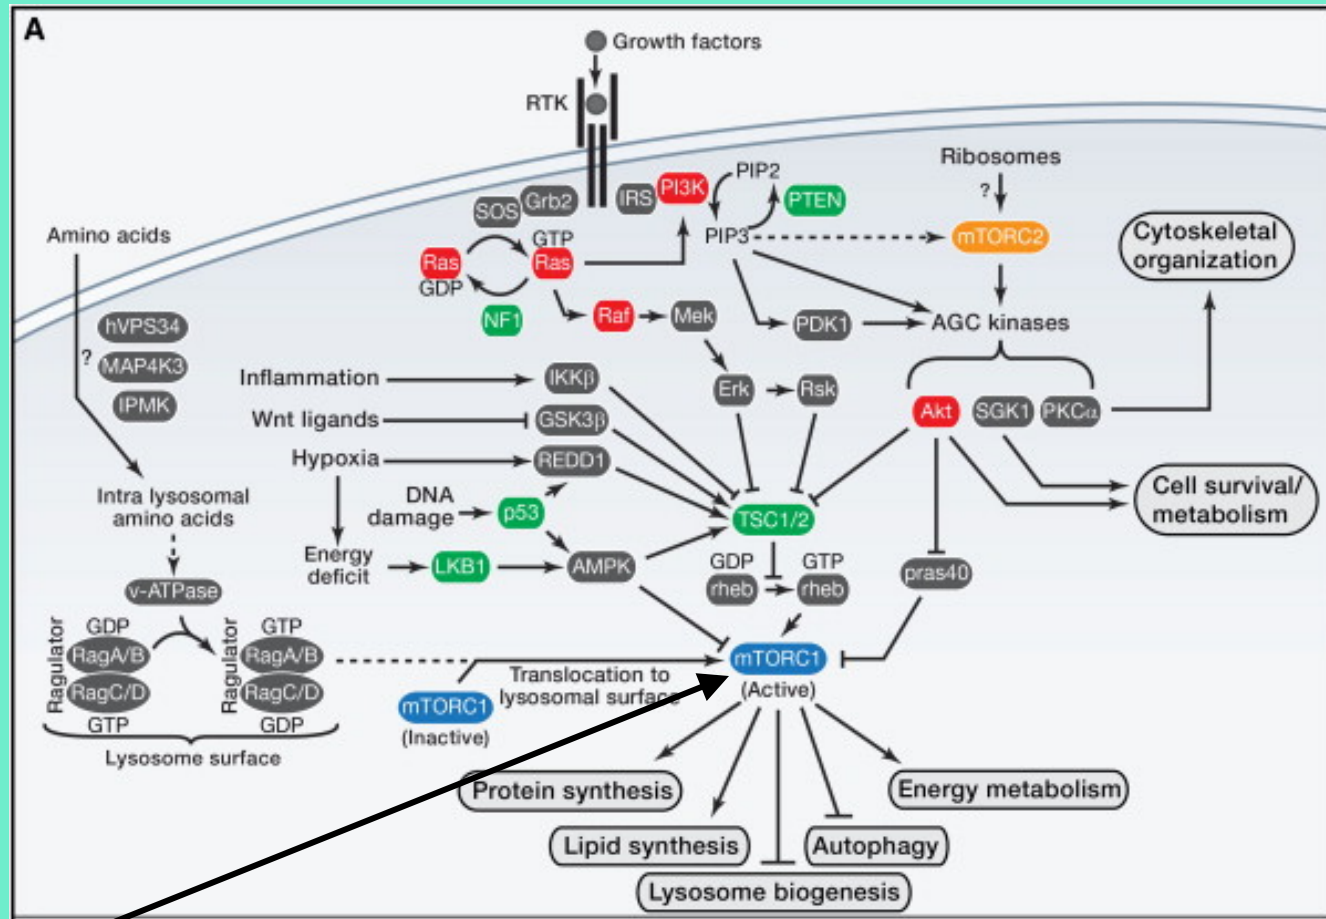 A
Growth factors
RTK
Ribosomes
?
PIP2
IRS
PI3K
PTEN
SOS
Grb2
Amino acids
PIP3
mTORC2
Cytoskeletal
organization
GTP
Ras
Ras
GDP
NF1
Raf
Mek
PDK1
AGC kinases
hVPS34
?
MAP4K3
IPMK
Inflammation
IKKβ
Erk
Rsk
Wnt ligands
GSK3β
Akt
SGK1
PKCα
Hypoxia
REDD1
Intra lysosomal
amino acids
DNA
damage
p53
TSC1/2
Cell survival/
metabolism
Energy
deficit
LKB1
AMPK
GDP
rheb
GTP
rheb
pras40
v-ATPase
Ragulator
GDP
RagA/B
RagC/D
GTP
Ragulator
GTP
RagA/B
RagC/D
GDP
Lysosome surface
Translocation to
lysosomal surface
mTORC1
(Inactive)
mTORC1
(Active)
Protein synthesis
Energy metabolism
Lipid synthesis
Autophagy
Lysosome biogenesis